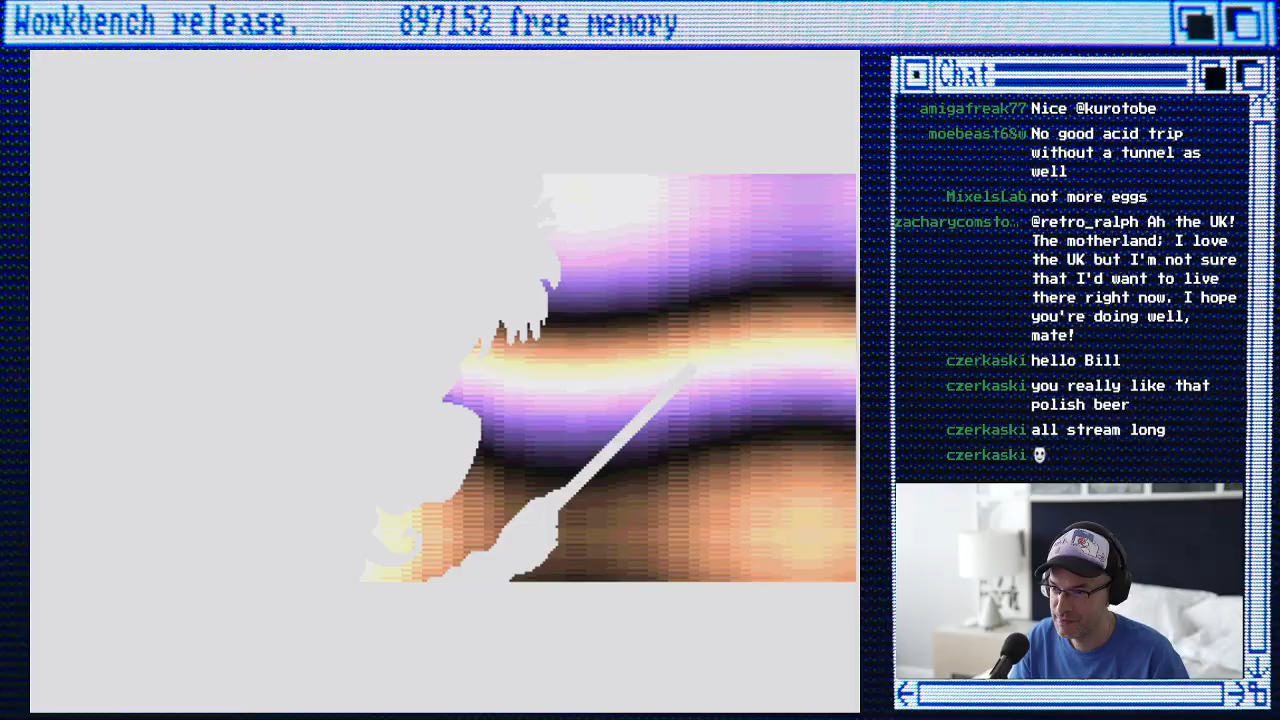 Workbench release.    897152 free memory
Chat
amigafreak77 Nice @kurotobe
moebeast68w No good acid trip
without a tunnel as
well
MixelsLab not more eggs
zacharycomsto.. @retro_ralph Ah the UK!
The motherland; I love
the UK but I'm not sure
that I'd want to live
there right now. I hope
you're doing well,
mate!
czerkaski hello Bill
czerkaski you really like that
polish beer
czerkaski all stream long
czerkaski